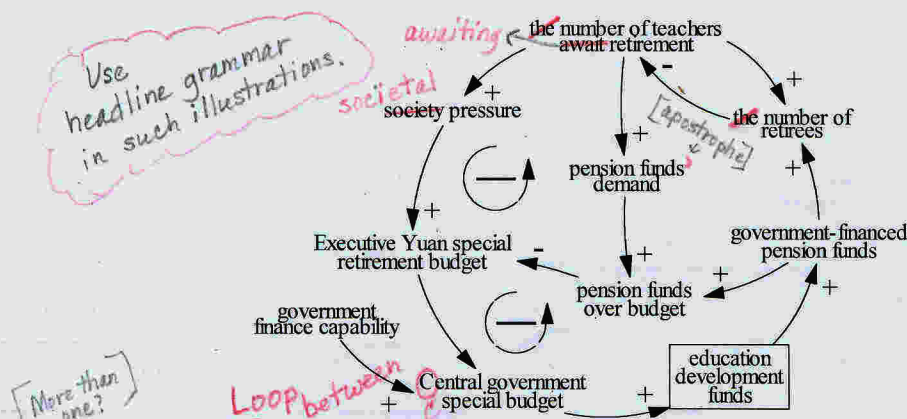 Use
headline grammar
in such illustrations.
awaiting
the number of teachers
await retirement
societal
society pressure
+
+
-
the number of
retirees
[apostrophe]
+
+
pension funds
demand
+
Executive Yuan special
retirement budget
-
+
government-financed
pension funds
+
+
pension funds
over budget
government
finance capability
education
development
funds
[More than
one?
Loop between
+
Central government
special budget
+